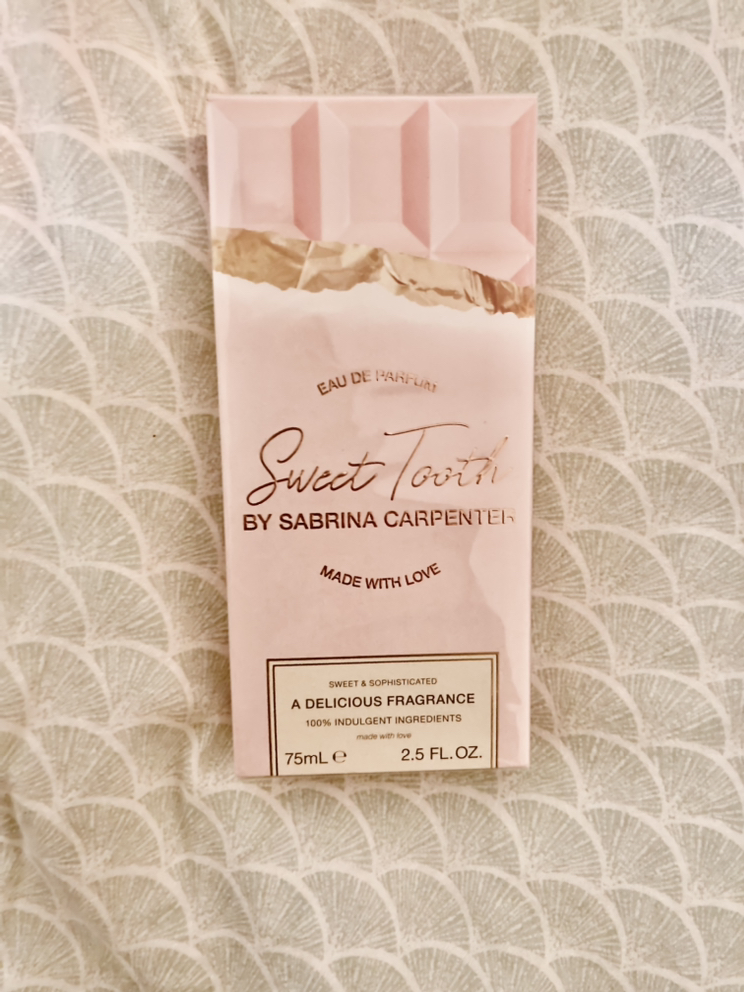 EAU DE PARFUM
Sweet Tooth
BY SABRINA CARPENTER
MADE WITH LOVE
SWEET & SOPHISTICATED
A DELICIOUS FRAGRANCE
100% INDULGENT INGREDIENTS
made with love
75mL ℮ 2.5 FL. OZ.